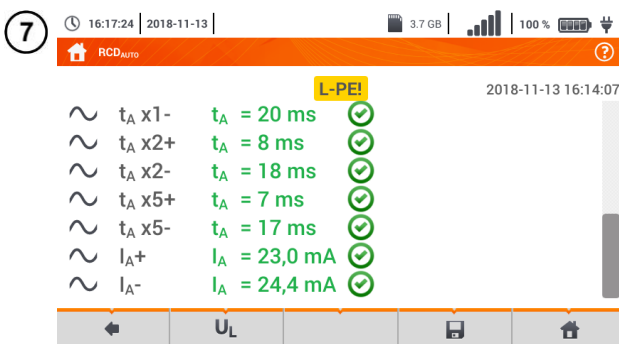 7
16:17:24 2018-11-13 3.7 GB 100 %
RCDAUTO ?
L-PE! 2018-11-13 16:14:07
tA x1- tA = 20 ms
tA x2+ tA = 8 ms
tA x2- tA = 18 ms
tA x5+ tA = 7 ms
tA x5- tA = 17 ms
IA+ IA = 23,0 mA
IA- IA = 24,4 mA
UL